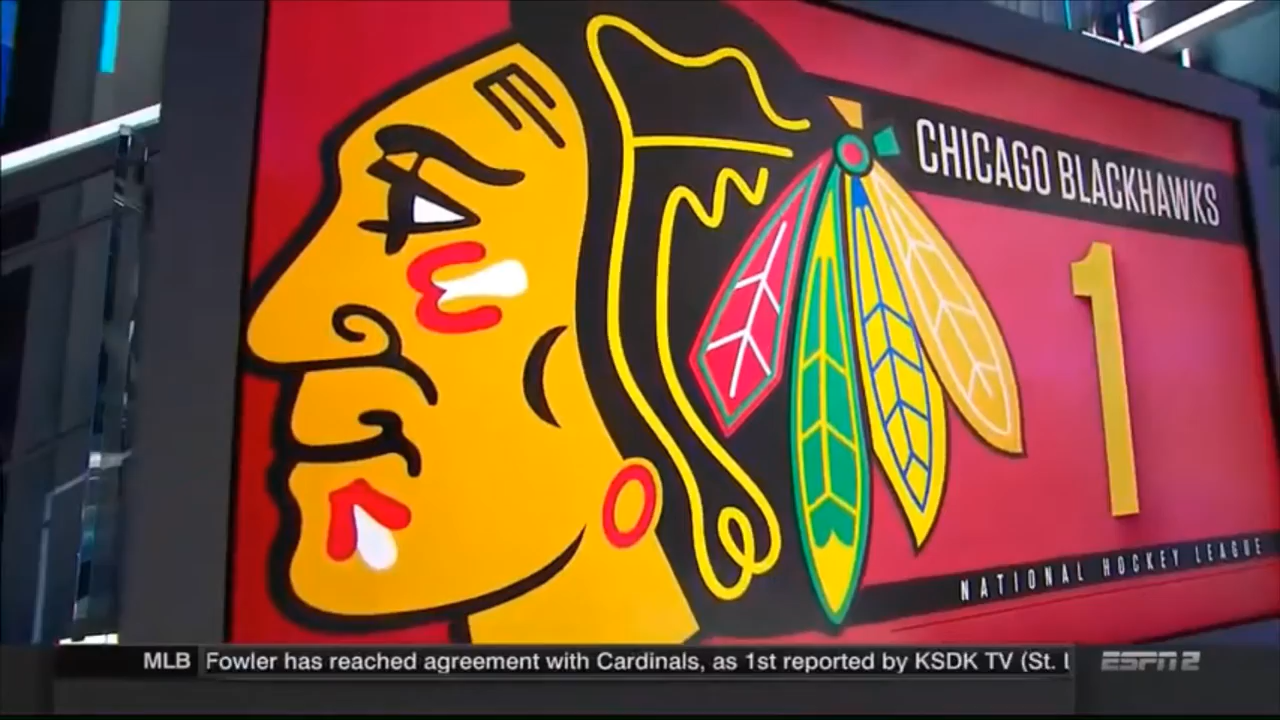 CHICAGO BLACKHAWKS
1
NATIONAL HOCKEY LEAGUE
MLB Fowler has reached agreement with Cardinals, as 1st reported by KSDK TV (St. L
ESPN2